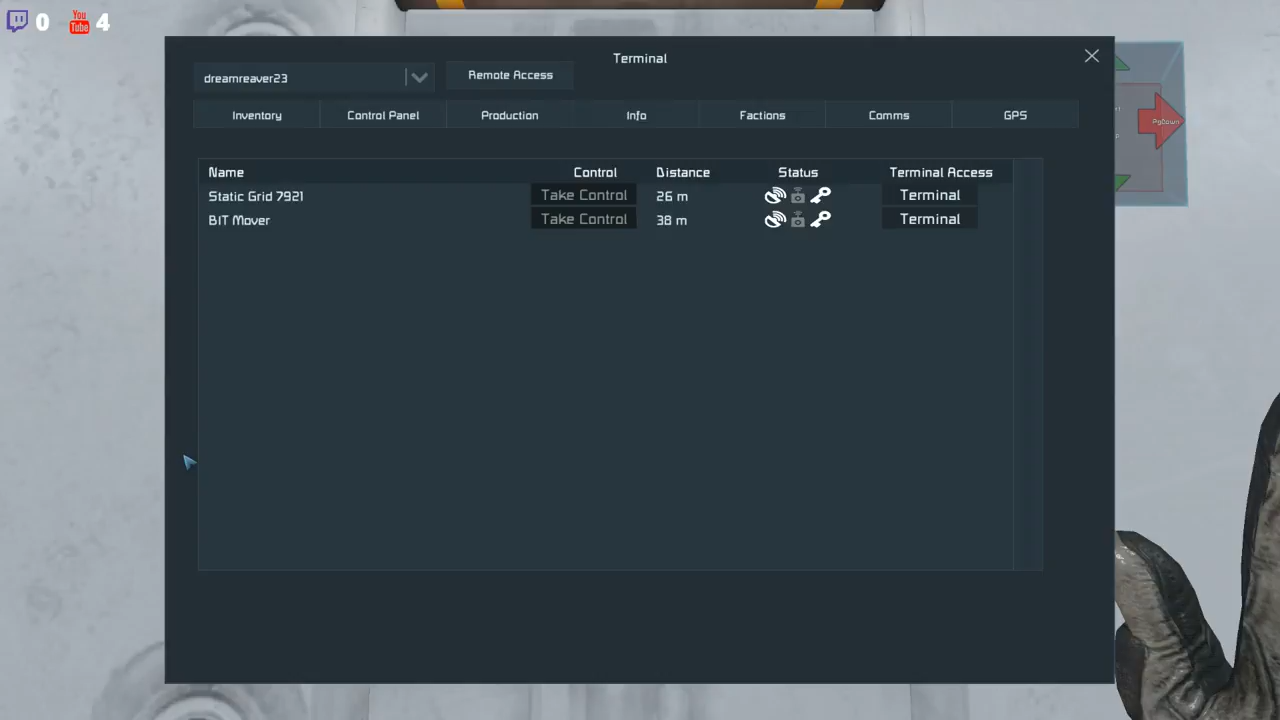 0 You Tube 4
Terminal
dreamreaver23 Remote Access
Inventory Control Panel Production Info Factions Comms GPS
Name Control Distance Status Terminal Access
Static Grid 7921 Take Control 26 m Terminal
BIT Mover Take Control 38 m Terminal
PgDown